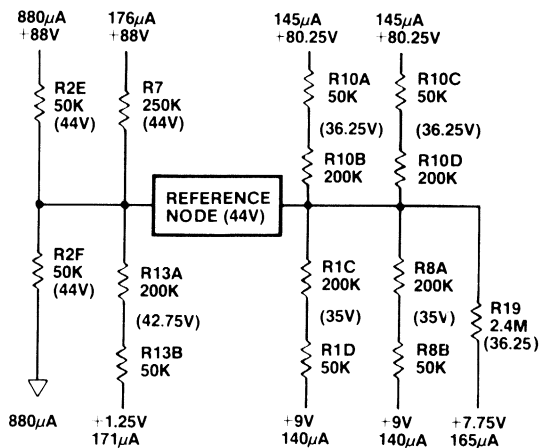 880μA
+88V
176μA
+88V
145μA
+80.25V
145μA
+80.25V
R2E
50K
(44V)
R7
250K
(44V)
R10A
50K
(36.25V)
R10B
200K
R10C
50K
(36.25V)
R10D
200K
REFERENCE
NODE (44V)
R2F
50K
(44V)
R13A
200K
(42.75V)
R13B
50K
R1C
200K
(35V)
R1D
50K
R8A
200K
(35V)
R8B
50K
R19
2.4M
(36.25)
880μA
+1.25V
171μA
+9V
140μA
+9V
140μA
+7.75V
165μA